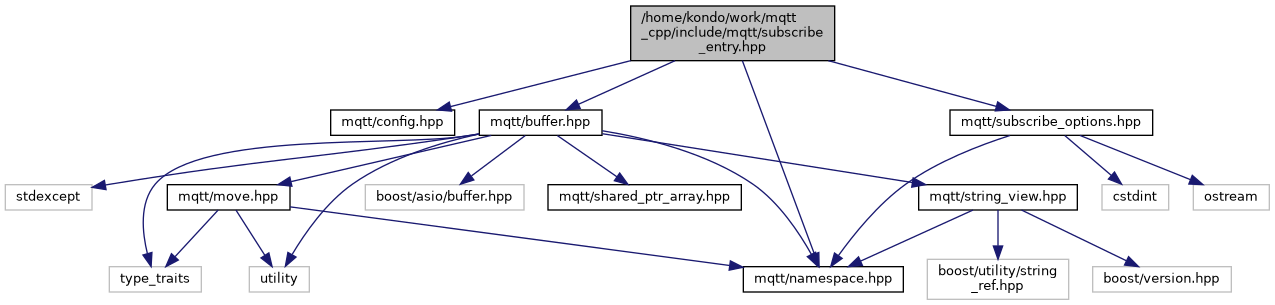 /home/kondo/work/mqtt
_cpp/include/mqtt/subscribe
_entry.hpp
mqtt/config.hpp
mqtt/buffer.hpp
mqtt/subscribe_options.hpp
stdexcept
mqtt/move.hpp
boost/asio/buffer.hpp
mqtt/shared_ptr_array.hpp
mqtt/string_view.hpp
cstdint
ostream
type_traits
utility
mqtt/namespace.hpp
boost/utility/string
_ref.hpp
boost/version.hpp